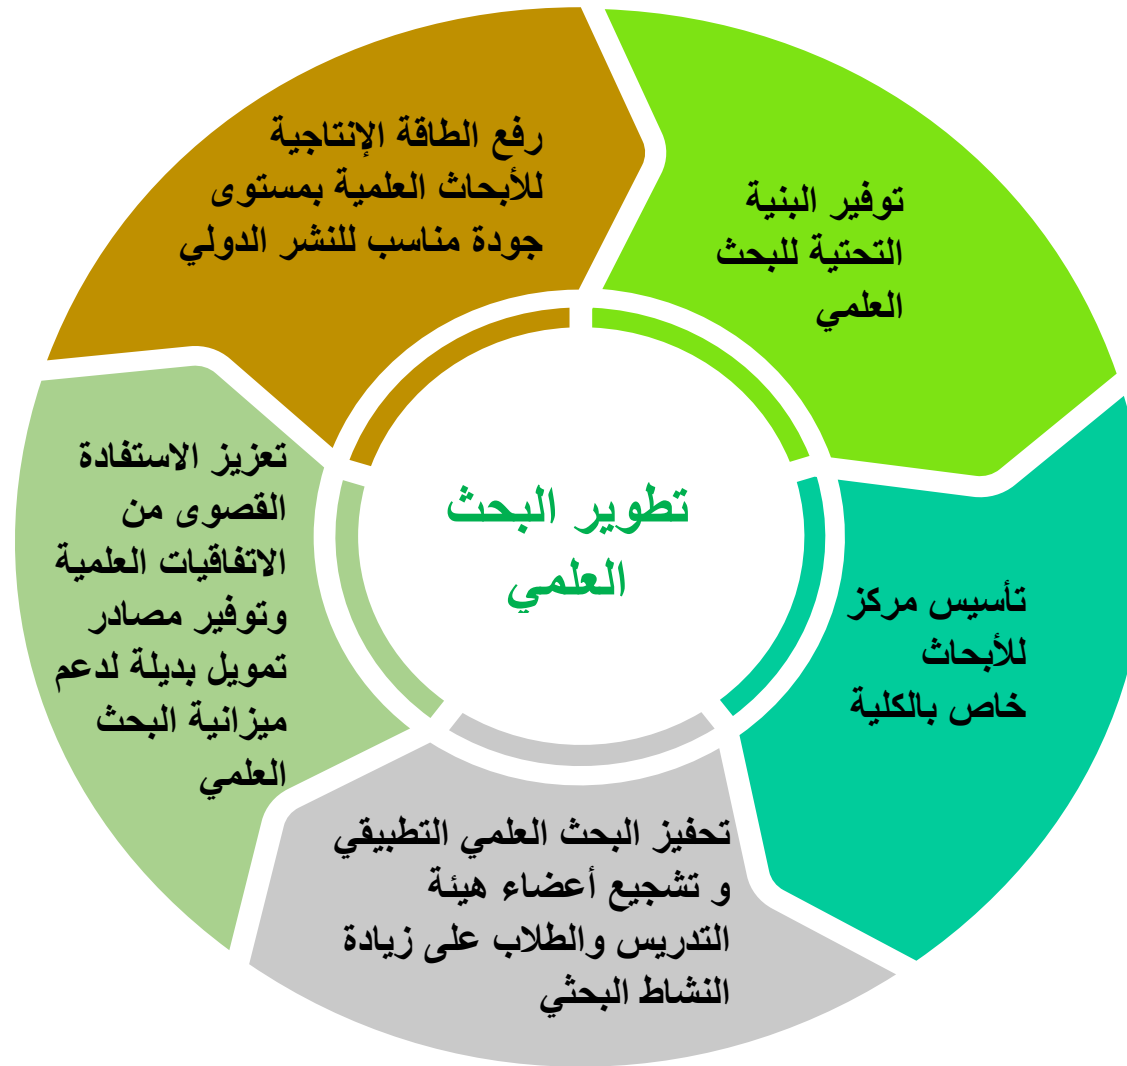 رفع الطاقة الإنتاجية
للأبحاث العلمية بمستوى
جودة مناسب للنشر الدولي
توفير البنية
التحتية للبحث
العلمي
تأسيس مركز
للأبحاث
خاص بالكلية
تحفيز البحث العلمي التطبيقي
و تشجيع أعضاء هيئة
التدريس والطلاب على زيادة
النشاط البحثي
تعزيز الاستفادة
القصوى من
الاتفاقيات العلمية
وتوفير مصادر
تمويل بديلة لدعم
ميزانية البحث
العلمي
تطوير البحث
العلمي